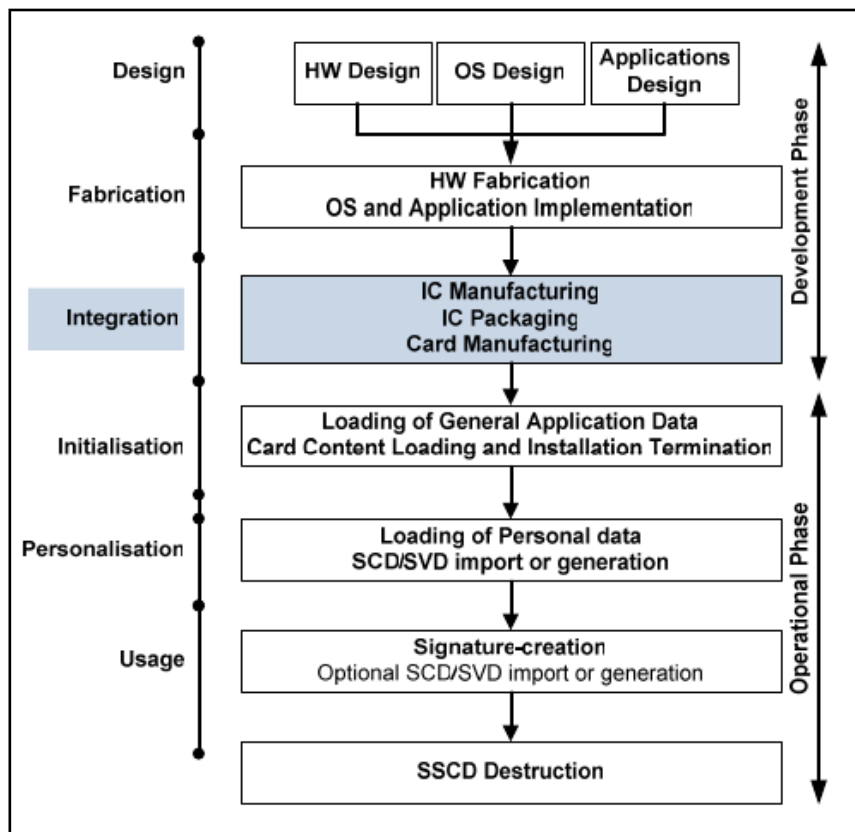 Design
HW Design
OS Design
Applications
Design
Fabrication
HW Fabrication
OS and Application Implementation
Integration
IC Manufacturing
IC Packaging
Card Manufacturing
Development Phase
Initialisation
Loading of General Application Data
Card Content Loading and Installation Termination
Personalisation
Loading of Personal data
SCD/SVD import or generation
Usage
Signature-creation
Optional SCD/SVD import or generation
SSCD Destruction
Operational Phase